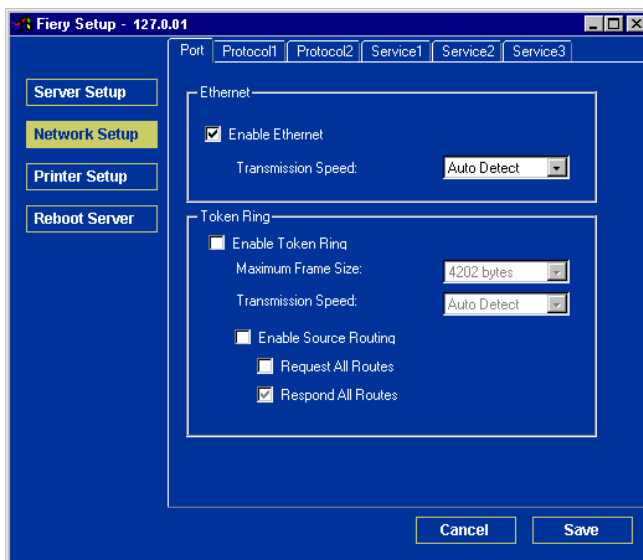 Fiery Setup - 127.0.01
Port Protocol1 Protocol2 Service1 Service2 Service3
Server Setup
Network Setup
Printer Setup
Reboot Server
Ethernet
Enable Ethernet
Transmission Speed: Auto Detect
Token Ring
Enable Token Ring
Maximum Frame Size: 4202 bytes
Transmission Speed: Auto Detect
Enable Source Routing
Request All Routes
Respond All Routes
Cancel Save